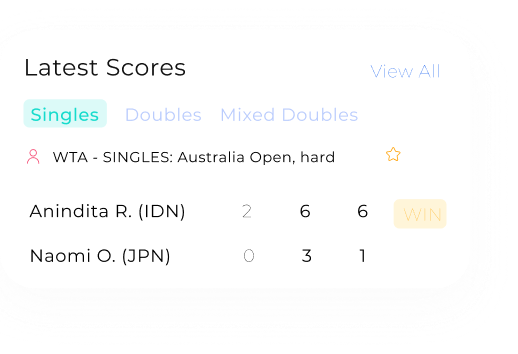 Latest Scores View All
Singles Doubles Mixed Doubles
WTA - SINGLES: Australia Open, hard
Anindita R. (IDN) 2 6 6 WIN
Naomi O. (JPN) 0 3 1